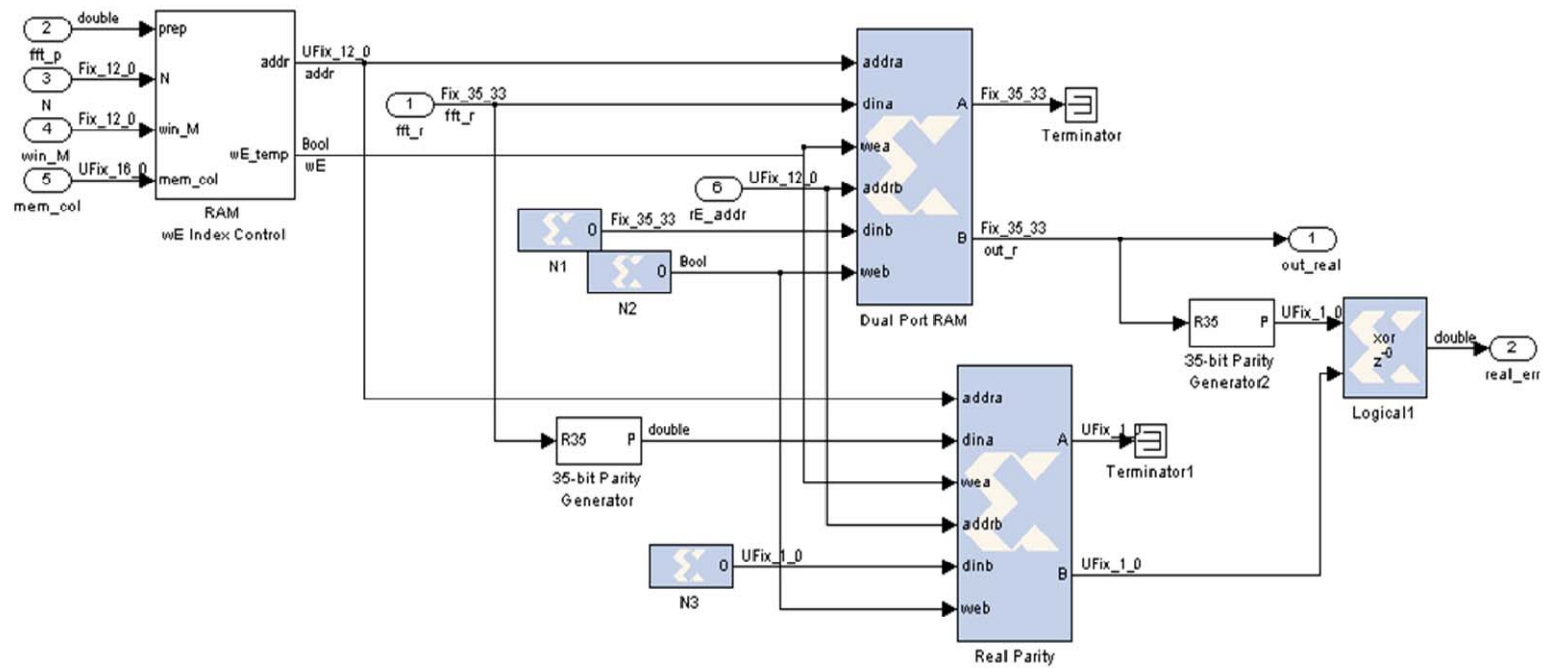 2
double
fft_p
prep
3
Fix_12_0
N
N
4
Fix_12_0
win_M
win_M
5
UFix_16_0
mem_col
mem_col
addr
UFix_12_0
addr
wE_temp
Bool
wE
RAM
wE Index Control
1
Fix_35_33
fft_r
fft_r
6
UFix_12_0
rE_addr
0
Fix_35_33
N1
0
Bool
N2
addra
dina
wea
addrb
dinb
web
A
B
Dual Port RAM
Fix_35_33
Terminator
Fix_35_33
out_r
1
out_real
R35
P
35-bit Parity
Generator2
UFix_1_0
xor
z-0
Logical1
double
2
real_err
R35
P
35-bit Parity
Generator
double
0
UFix_1_0
N3
addra
dina
wea
addrb
dinb
web
A
B
Real Parity
UFix_1_0
Terminator1
UFix_1_0